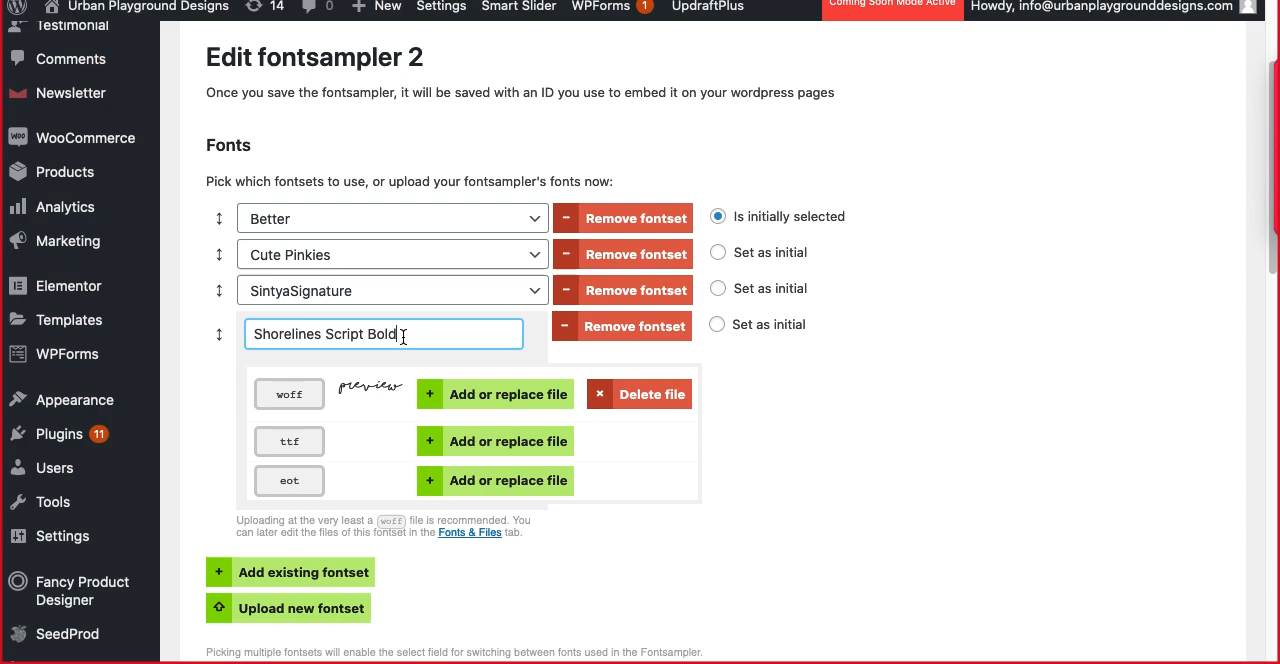 Urban Playground Designs 14 0 New Settings Smart Slider WPForms 1 UpdraftPlus Coming Soon Mode Active Howdy, info@urbanplaygrounddesigns.com
Testimonial
Comments
Newsletter
WooCommerce
Products
Analytics
Marketing
Elementor
Templates
WPForms
Appearance
Plugins 11
Users
Tools
Settings
Fancy Product
Designer
SeedProd
Edit fontsampler 2
Once you save the fontsampler, it will be saved with an ID you use to embed it on your wordpress pages
Fonts
Pick which fontsets to use, or upload your fontsampler's fonts now:
Better − Remove fontset Is initially selected
Cute Pinkies − Remove fontset Set as initial
SintyaSignature − Remove fontset Set as initial
Shorelines Script Bold − Remove fontset Set as initial
woff preview + Add or replace file × Delete file
ttf + Add or replace file
eot + Add or replace file
Uploading at the very least a woff file is recommended. You
can later edit the files of this fontset in the Fonts & Files tab.
+ Add existing fontset
Upload new fontset
Picking multiple fontsets will enable the select field for switching between fonts used in the Fontsampler.